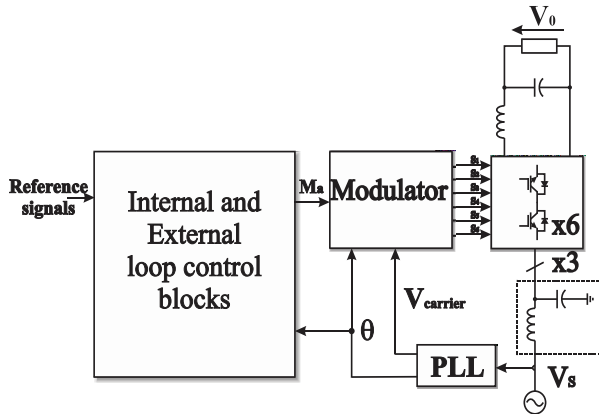 V0
Reference
signals
Internal and
External
loop control
blocks
Ma
Modulator
x6
x3
Vcarrier
θ
PLL
Vs